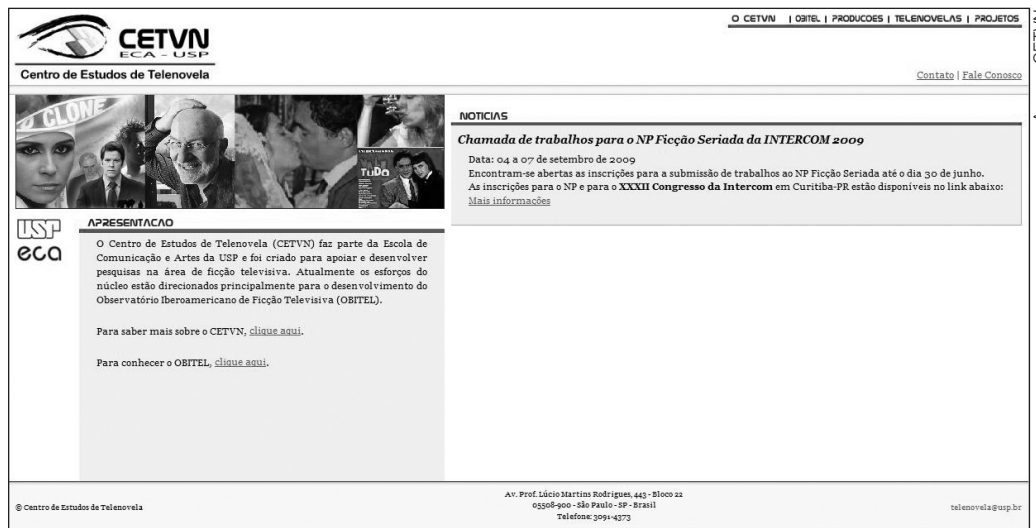 CETVN
ECA - USP
Centro de Estudos de Telenovela
O CETVN | OBITEL | PRODUCOES | TELENOVELAS | PROJETOS
Contato | Fale Conosco
O CLONE
TUDO
USP
eca
APRESENTACAO
O Centro de Estudos de Telenovela (CETVN) faz parte da Escola de
Comunicação e Artes da USP e foi criado para apoiar e desenvolver
pesquisas na área de ficção televisiva. Atualmente os esforços do
núcleo estão direcionados principalmente para o desenvolvimento do
Observatório Iberoamericano de Ficção Televisiva (OBITEL).
Para saber mais sobre o CETVN, clique aqui.
Para conhecer o OBITEL, clique aqui.
NOTICIAS
Chamada de trabalhos para o NP Ficção Seriada da INTERCOM 2009
Data: 04 a 07 de setembro de 2009
Encontram-se abertas as inscrições para a submissão de trabalhos ao NP Ficção Seriada até o dia 30 de junho.
As inscrições para o NP e para o XXXII Congresso da Intercom em Curitiba-PR estão disponíveis no link abaixo:
Mais informações
© Centro de Estudos de Telenovela
Av. Prof. Lúcio Martins Rodrigues, 443 - Bloco 22
05508-900 - São Paulo - SP - Brasil
Telefone: 3091-4373
telenovela@usp.br